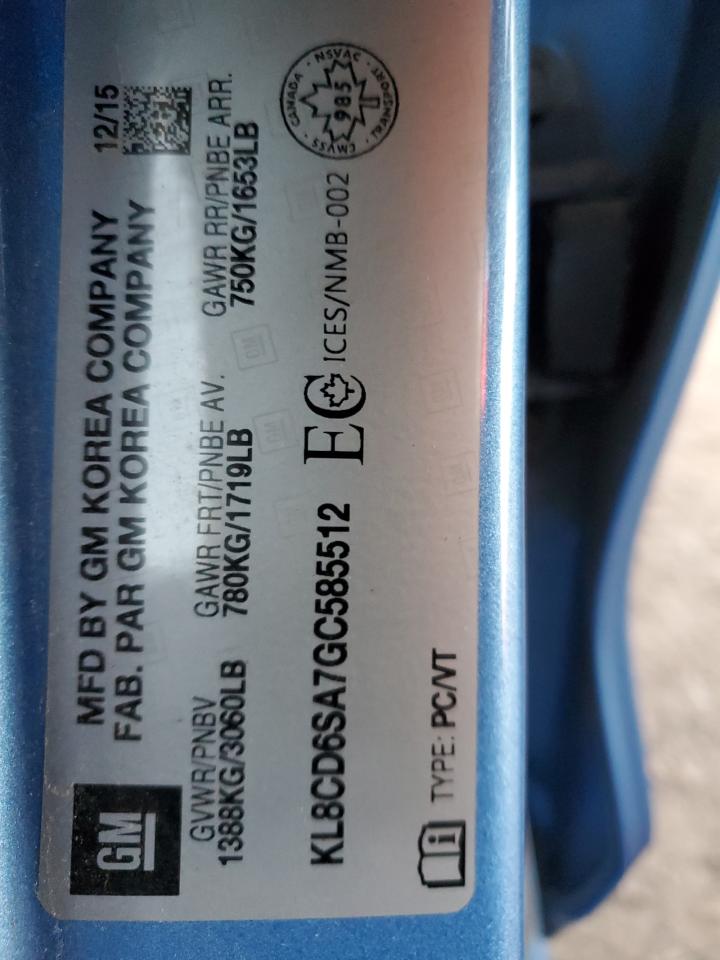 GM
MFD BY GM KOREA COMPANY 12/15
FAB. PAR GM KOREA COMPANY
GVWR/PNBV GAWR FRT/PNBE AV. GAWR RR/PNBE ARR.
1388KG/3060LB 780KG/1719LB 750KG/1653LB
KL8CD6SA7GC585512 EC ICES/NMB-002
CANADA · NSVAC · TRANSPORT · CMVSS ·
985
i TYPE: PC/VT